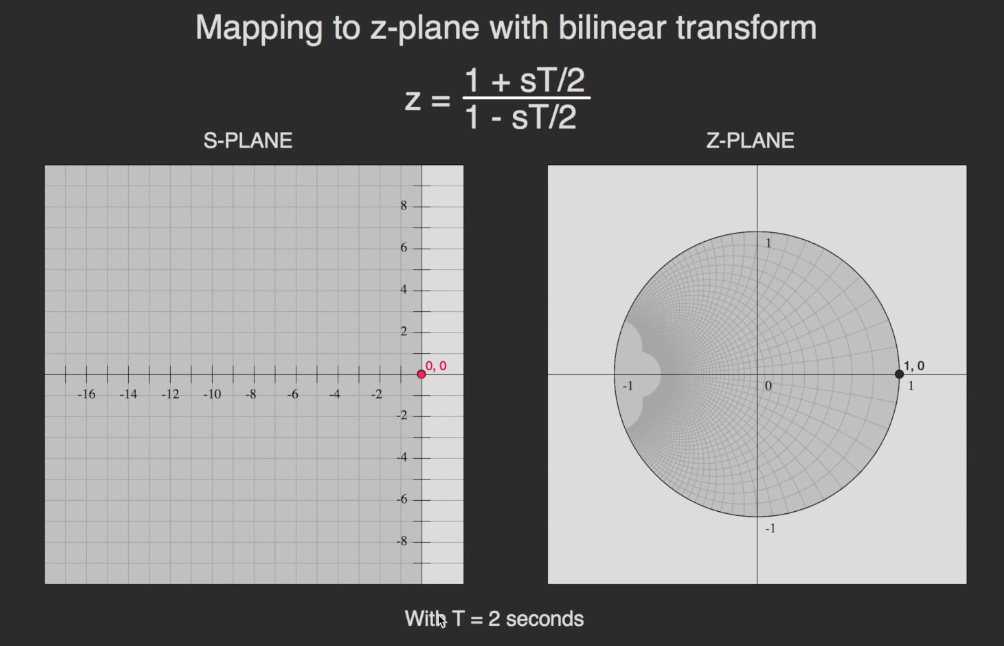 Mapping to z-plane with bilinear transform
z = 1 + sT/2
1 - sT/2
S-PLANE
Z-PLANE
8
6
4
2
0, 0
-16 -14 -12 -10 -8 -6 -4 -2
-2
-4
-6
-8
1
1, 0
-1 0 1
-1
With T = 2 seconds